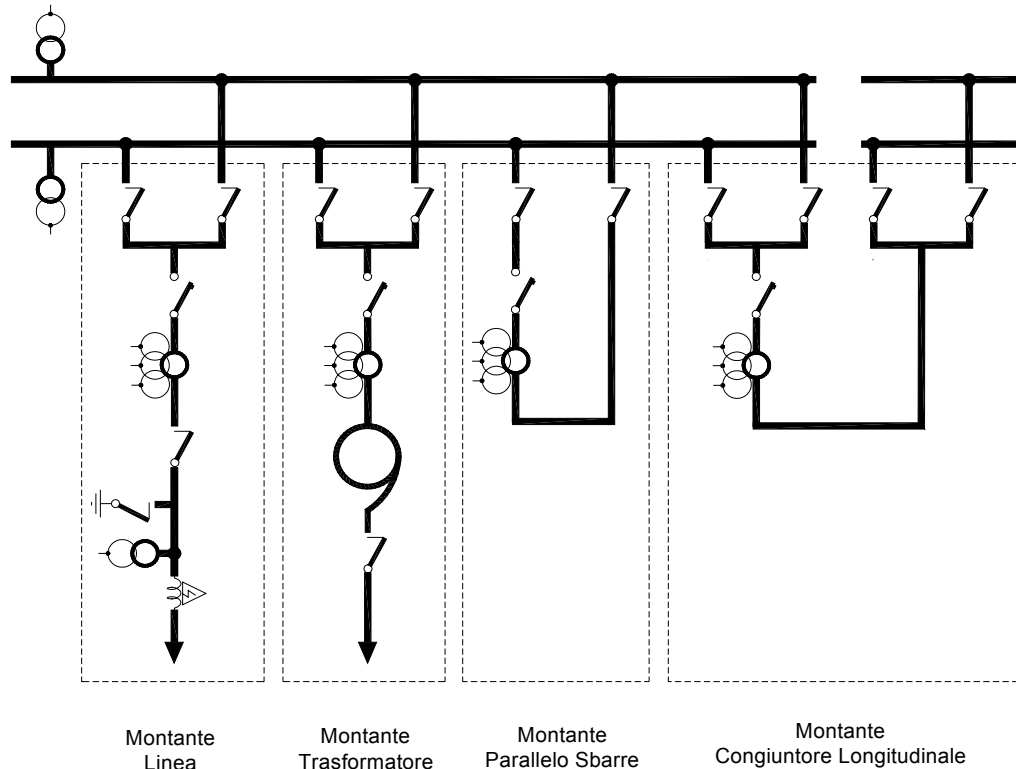 Montante
Linea
Montante
Trasformatore
Montante
Parallelo Sbarre
Montante
Congiuntore Longitudinale